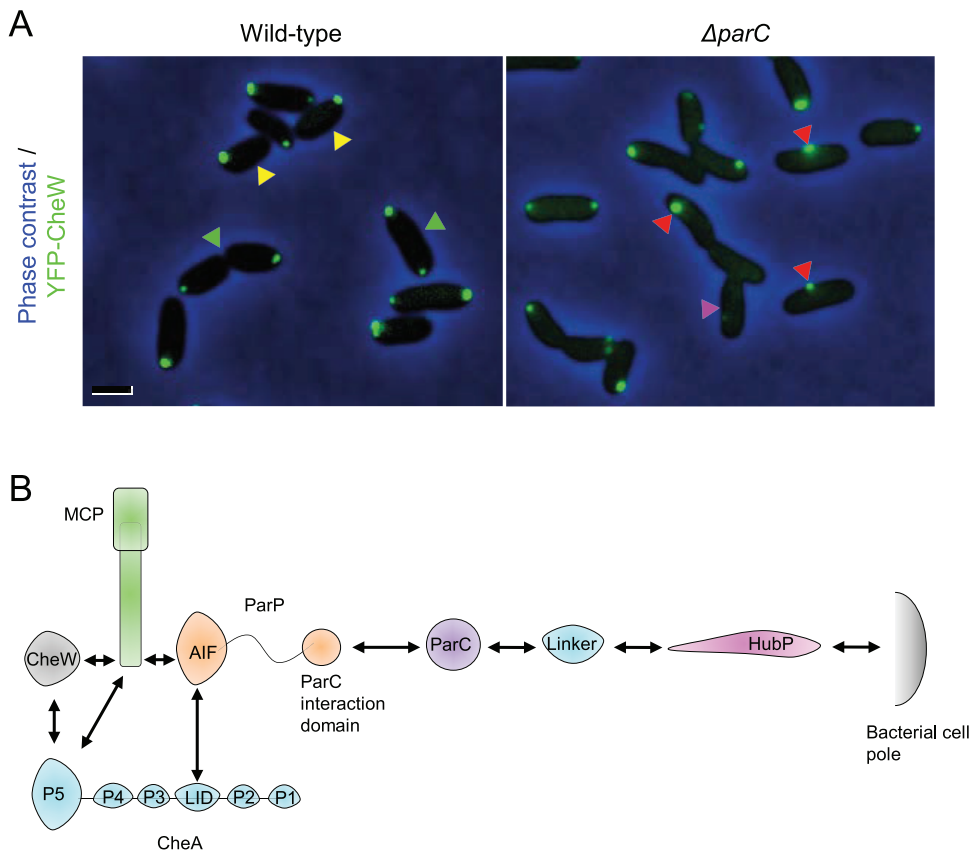 A
Wild-type
ΔparC
Phase contrast /
YFP-CheW
B
MCP
ParP
CheW
AIF
ParC
Linker
HubP
ParC
interaction
domain
Bacterial cell
pole
P5
P4
P3
LID
P2
P1
CheA